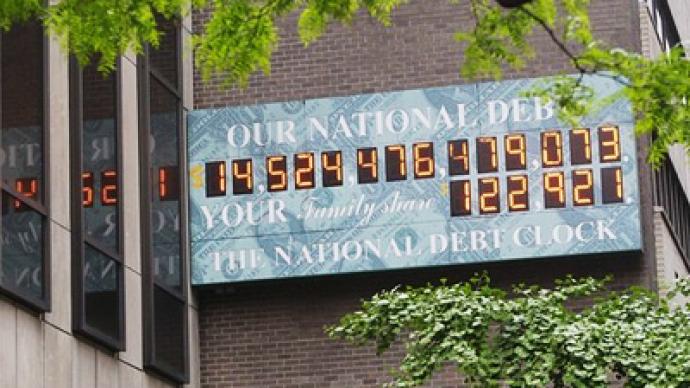 OUR NATIONAL DEB
$14,524,476,479,073.
YOUR Family share $122,921
THE NATIONAL DEBT CLOCK